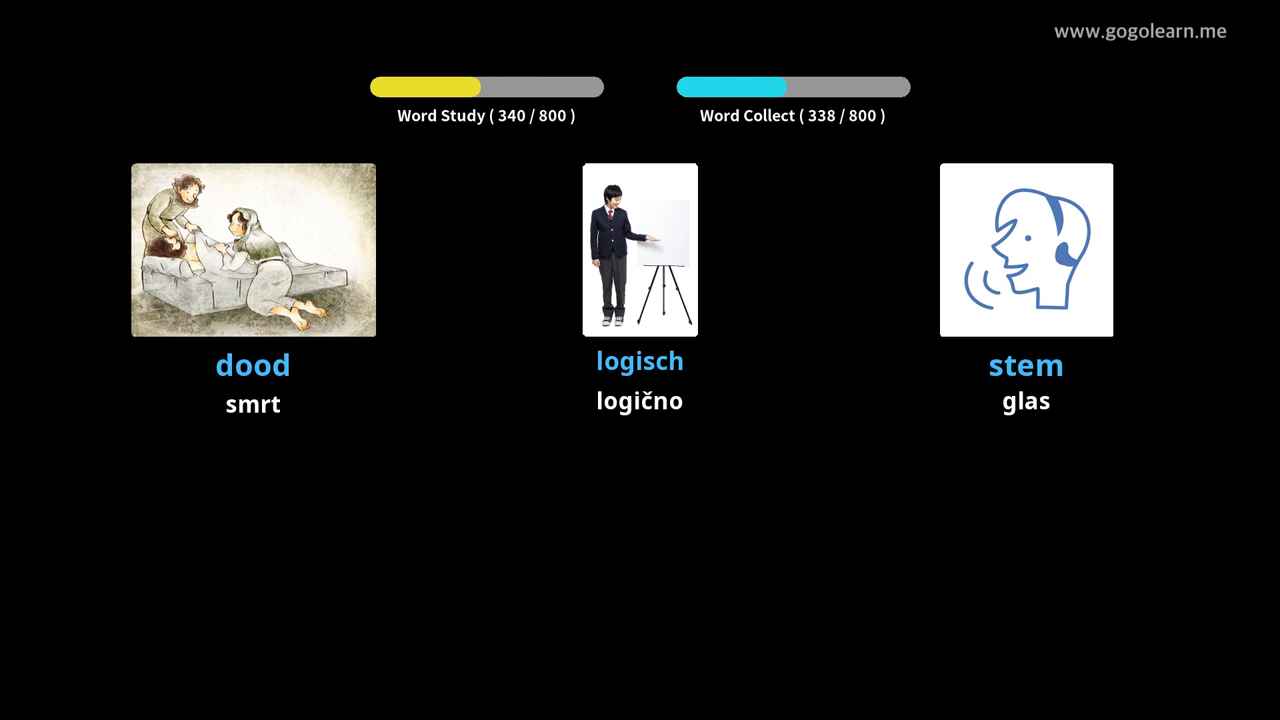 www.gogolearn.me
Word Study ( 340 / 800 )
Word Collect ( 338 / 800 )
dood
smrt
logisch
logično
stem
glas